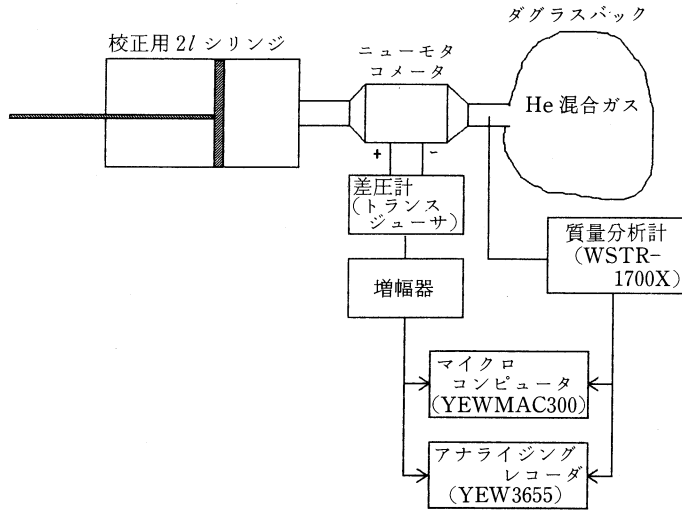 ダグラスバック
校正用2lシリンジ
ニューモタ
コメータ
He混合ガス
+ -
差圧計
(トランス
ジューサ)
質量分析計
(WSTR-
1700X)
増幅器
マイクロ
コンピュータ
(YEWMAC300)
アナライジング
レコーダ
(YEW3655)